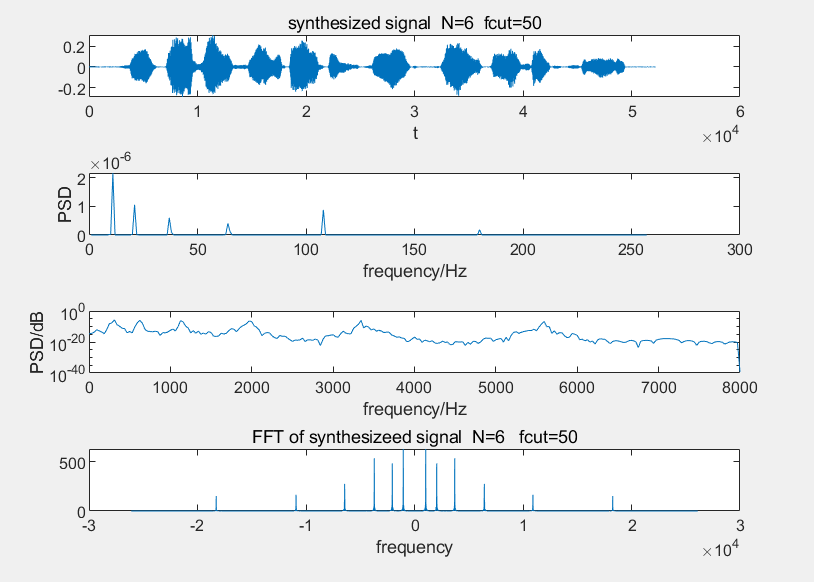 synthesized signal  N=6  fcut=50
0.2
0
-0.2
0 1 2 3 4 5 6
t
×10^4
×10^-6
2
1
0
PSD
0 50 100 150 200 250 300
frequency/Hz
10^0
10^-20
10^-40
PSD/dB
0 1000 2000 3000 4000 5000 6000 7000 8000
frequency/Hz
FFT of synthesizeed signal  N=6   fcut=50
500
0
-3 -2 -1 0 1 2 3
frequency
×10^4